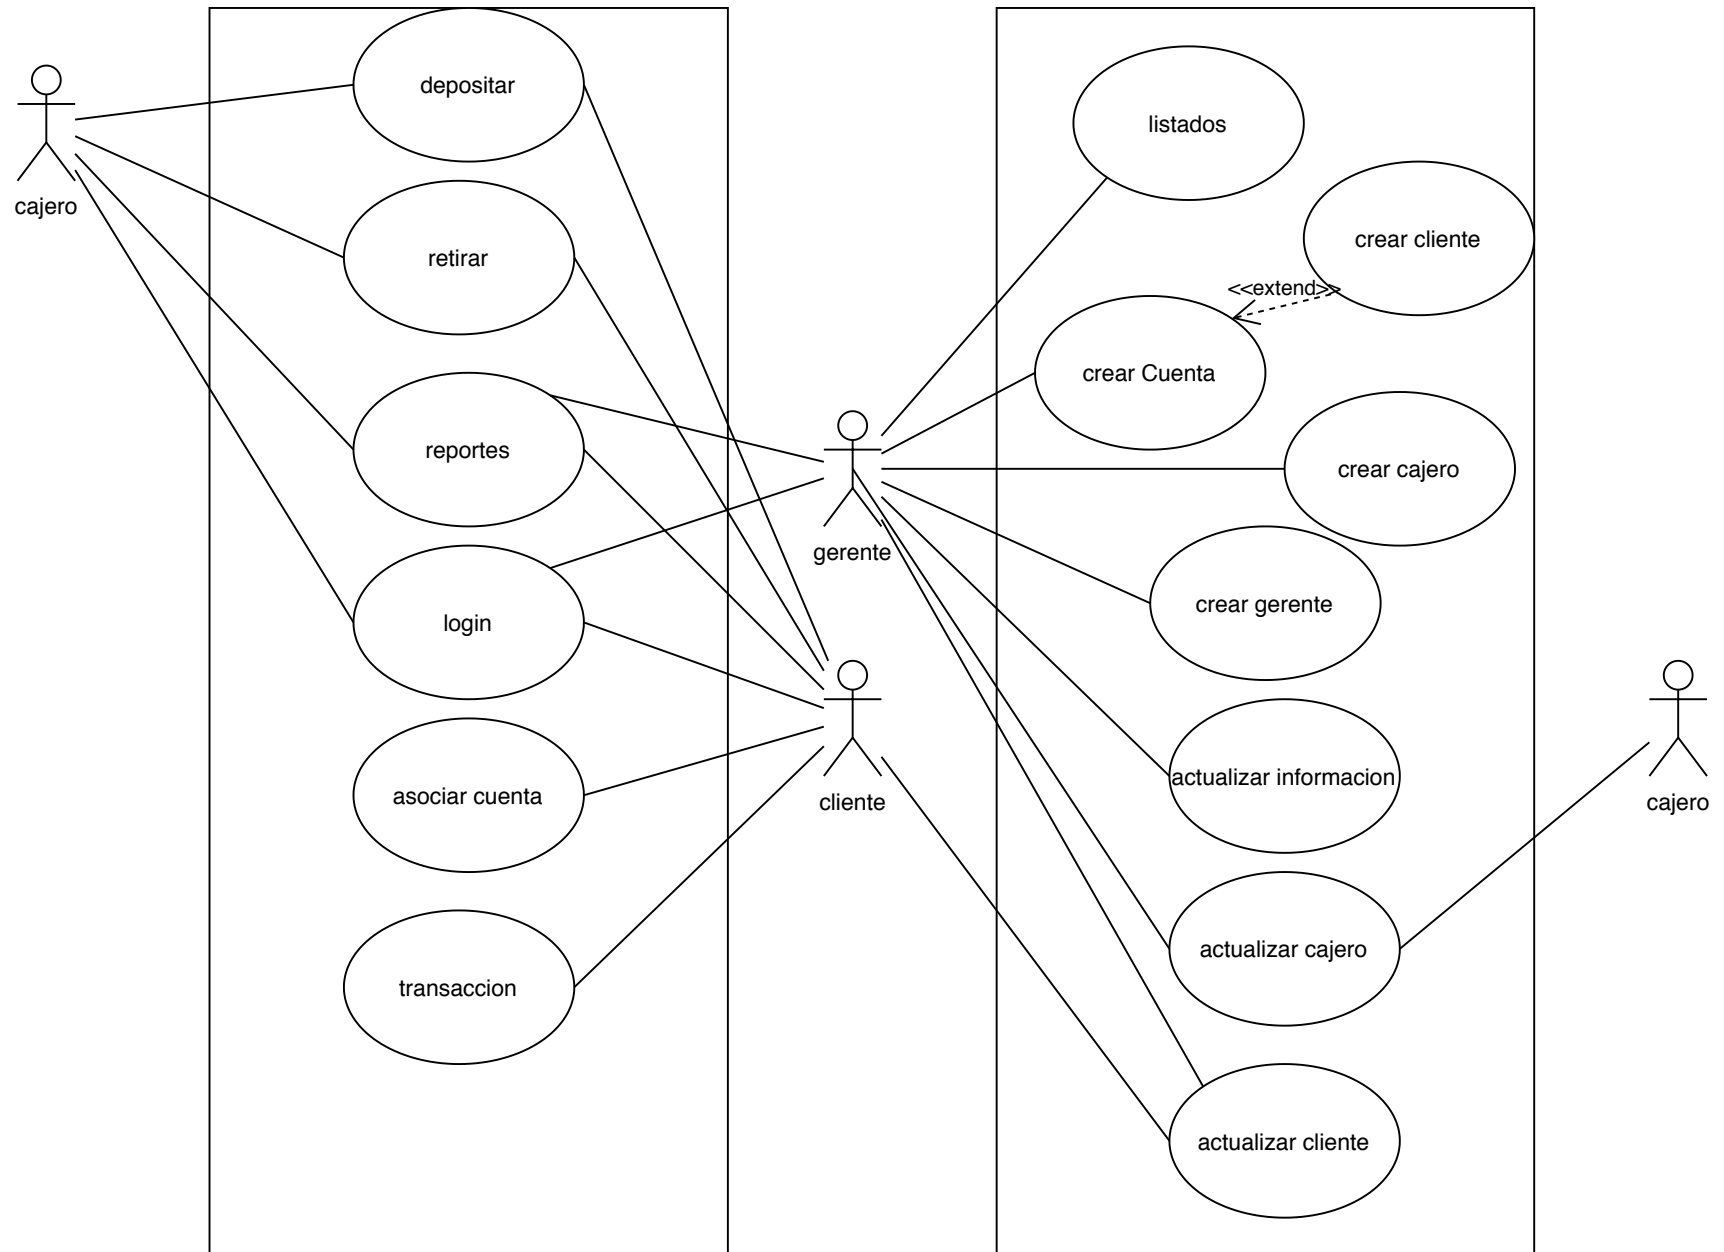 cajero
depositar
retirar
reportes
login
asociar cuenta
transaccion
gerente
cliente
listados
crear cliente
<<extend>>
crear Cuenta
crear cajero
crear gerente
actualizar informacion
actualizar cajero
actualizar cliente
cajero